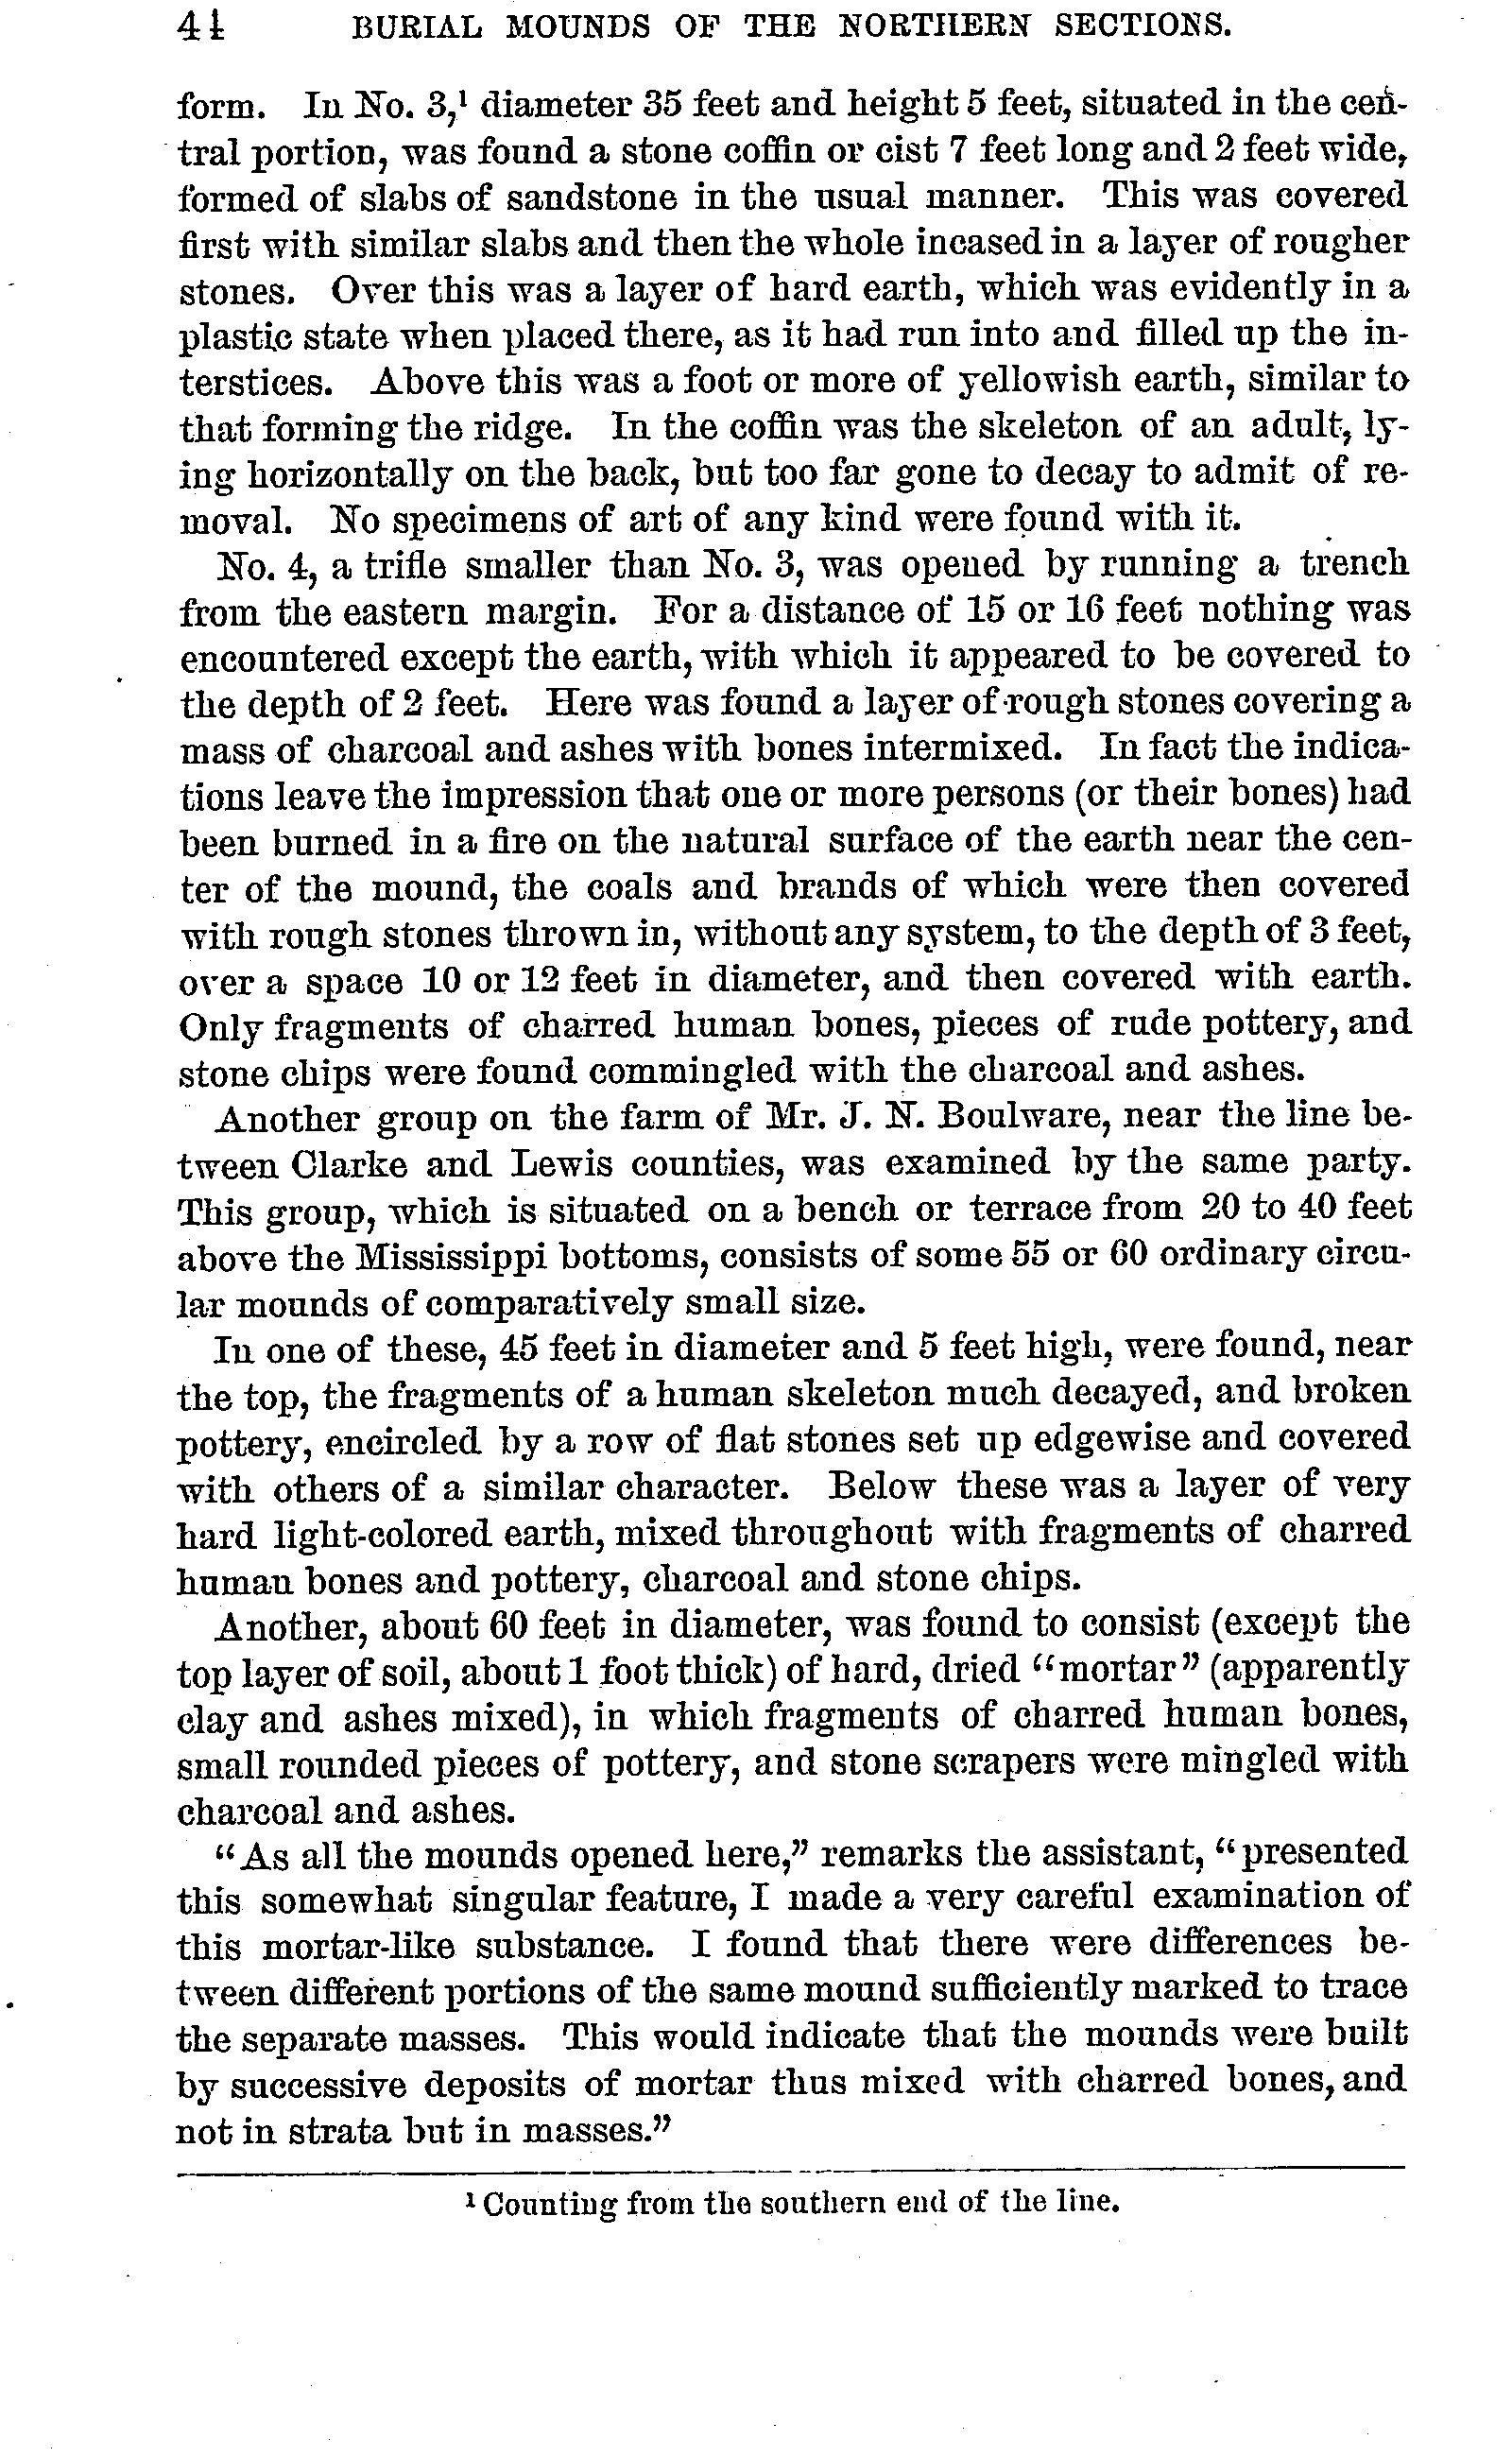 44 BURIAL MOUNDS OF THE NORTHERN SECTIONS.
form. In No. 3,¹ diameter 35 feet and height 5 feet, situated in the cen-
tral portion, was found a stone coffin or cist 7 feet long and 2 feet wide,
formed of slabs of sandstone in the usual manner. This was covered
first with similar slabs and then the whole incased in a layer of rougher
stones. Over this was a layer of hard earth, which was evidently in a
plastic state when placed there, as it had run into and filled up the in-
terstices. Above this was a foot or more of yellowish earth, similar to
that forming the ridge. In the coffin was the skeleton of an adult, ly-
ing horizontally on the back, but too far gone to decay to admit of re-
moval. No specimens of art of any kind were found with it.
No. 4, a trifle smaller than No. 3, was opened by running a trench
from the eastern margin. For a distance of 15 or 16 feet nothing was
encountered except the earth, with which it appeared to be covered to
the depth of 2 feet. Here was found a layer of rough stones covering a
mass of charcoal and ashes with bones intermixed. In fact the indica-
tions leave the impression that one or more persons (or their bones) had
been burned in a fire on the natural surface of the earth near the cen-
ter of the mound, the coals and brands of which were then covered
with rough stones thrown in, without any system, to the depth of 3 feet,
over a space 10 or 12 feet in diameter, and then covered with earth.
Only fragments of charred human bones, pieces of rude pottery, and
stone chips were found commingled with the charcoal and ashes.
Another group on the farm of Mr. J. N. Boulware, near the line be-
tween Clarke and Lewis counties, was examined by the same party.
This group, which is situated on a bench or terrace from 20 to 40 feet
above the Mississippi bottoms, consists of some 55 or 60 ordinary circu-
lar mounds of comparatively small size.
In one of these, 45 feet in diameter and 5 feet high, were found, near
the top, the fragments of a human skeleton much decayed, and broken
pottery, encircled by a row of flat stones set up edgewise and covered
with others of a similar character. Below these was a layer of very
hard light-colored earth, mixed throughout with fragments of charred
human bones and pottery, charcoal and stone chips.
Another, about 60 feet in diameter, was found to consist (except the
top layer of soil, about 1 foot thick) of hard, dried "mortar" (apparently
clay and ashes mixed), in which fragments of charred human bones,
small rounded pieces of pottery, and stone scrapers were mingled with
charcoal and ashes.
"As all the mounds opened here," remarks the assistant, "presented
this somewhat singular feature, I made a very careful examination of
this mortar-like substance. I found that there were differences be-
tween different portions of the same mound sufficiently marked to trace
the separate masses. This would indicate that the mounds were built
by successive deposits of mortar thus mixed with charred bones, and
not in strata but in masses."
¹ Counting from the southern end of the line.